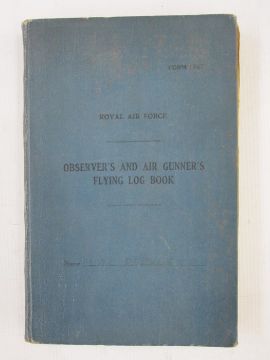 FORM 1767
ROYAL AIR FORCE
OBSERVER'S AND AIR GUNNER'S
FLYING LOG BOOK
Name